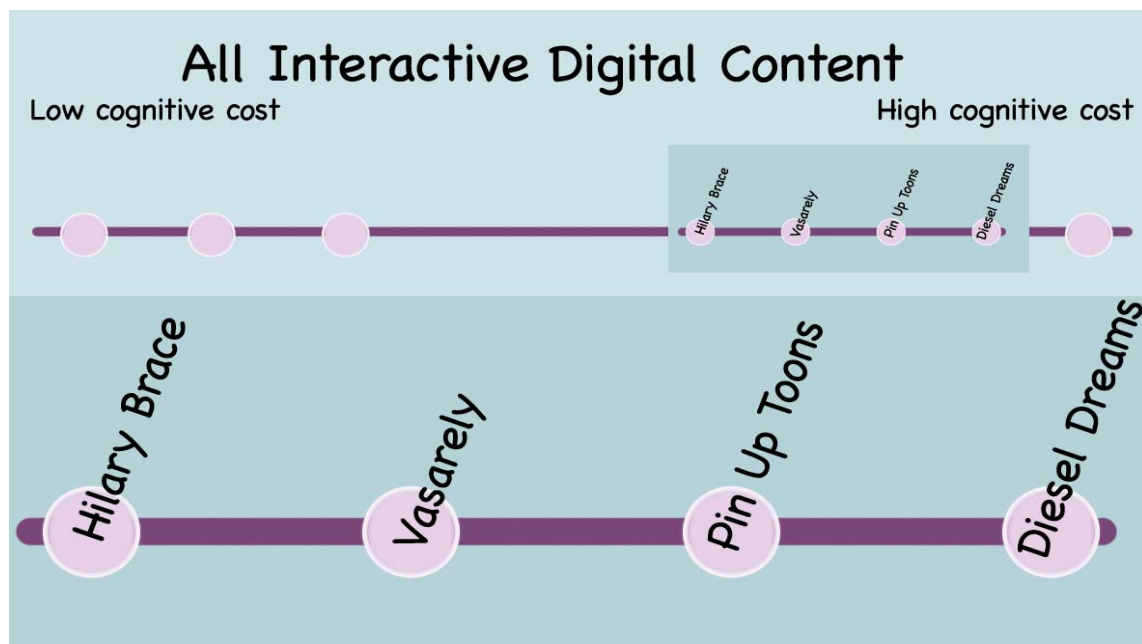 All Interactive Digital Content
Low cognitive cost
High cognitive cost
Hilary Brace
Vasarely
Pin Up Toons
Diesel Dreams
Hilary Brace
Vasarely
Pin Up Toons
Diesel Dreams